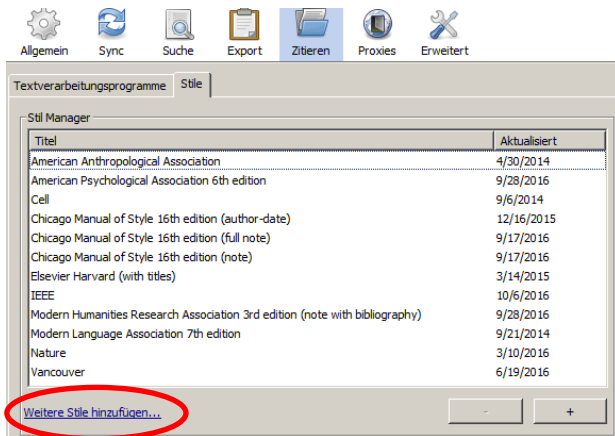 Allgemein Sync Suche Export Zitieren Proxies Erweitert
Textverarbeitungsprogramme Stile
Stil Manager
Titel Aktualisiert
American Anthropological Association 4/30/2014
American Psychological Association 6th edition 9/28/2016
Cell 9/6/2014
Chicago Manual of Style 16th edition (author-date) 12/16/2015
Chicago Manual of Style 16th edition (full note) 9/17/2016
Chicago Manual of Style 16th edition (note) 9/17/2016
Elsevier Harvard (with titles) 3/14/2015
IEEE 10/6/2016
Modern Humanities Research Association 3rd edition (note with bibliography) 9/28/2016
Modern Language Association 7th edition 9/21/2014
Nature 3/10/2016
Vancouver 6/19/2016
Weitere Stile hinzufügen... - +